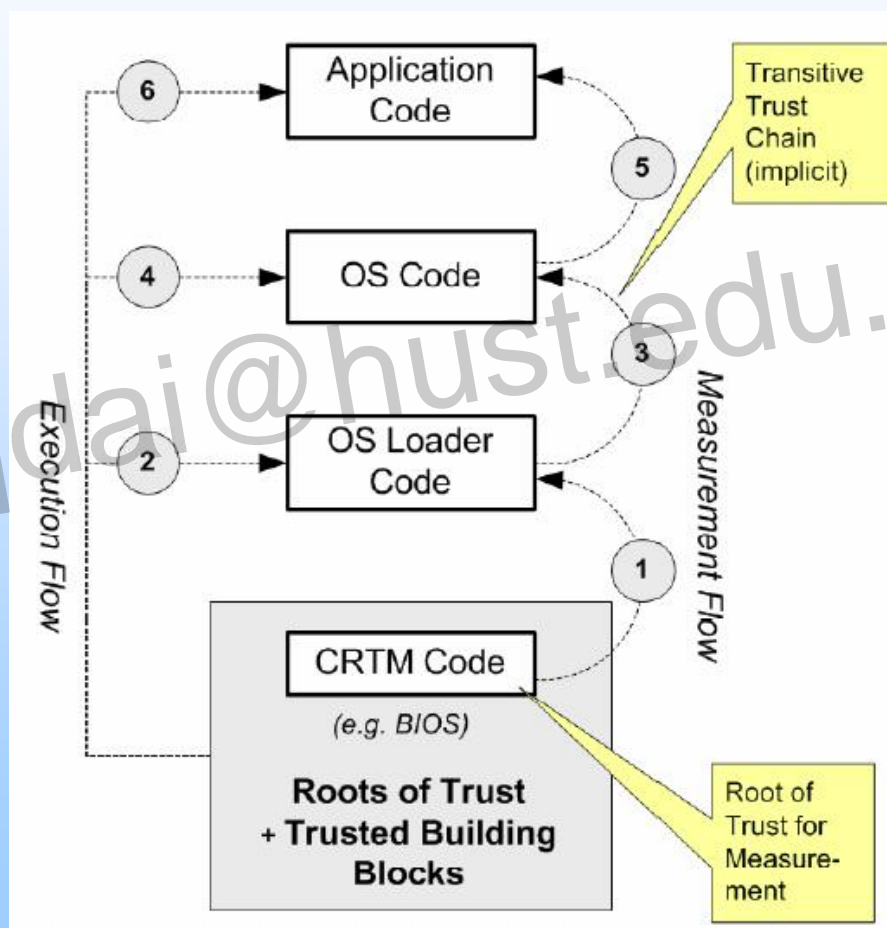 Application
Code
Transitive
Trust
Chain
(implicit)
6
5
4
OS Code
3
2
OS Loader
Code
Execution Flow
Measurement Flow
1
CRTM Code
(e.g. BIOS)
Roots of Trust
+ Trusted Building
Blocks
Root of
Trust for
Measure-
ment
dai@hust.edu.